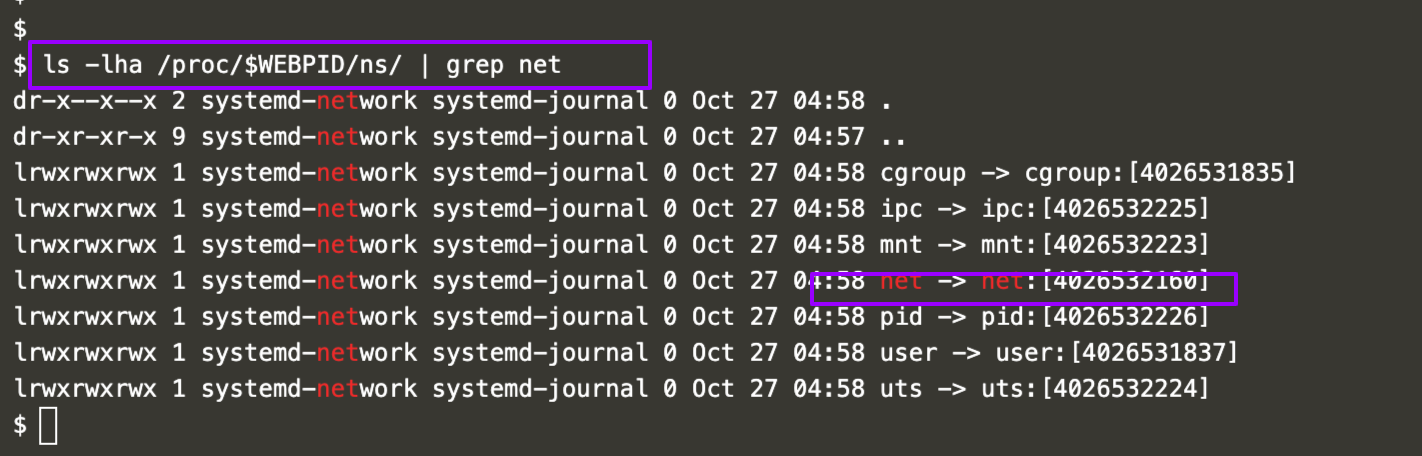 $
$
$ ls -lha /proc/$WEBPID/ns/ | grep net
dr-x--x--x 2 systemd-network systemd-journal 0 Oct 27 04:58 .
dr-xr-xr-x 9 systemd-network systemd-journal 0 Oct 27 04:57 ..
lrwxrwxrwx 1 systemd-network systemd-journal 0 Oct 27 04:58 cgroup -> cgroup:[4026531835]
lrwxrwxrwx 1 systemd-network systemd-journal 0 Oct 27 04:58 ipc -> ipc:[4026532225]
lrwxrwxrwx 1 systemd-network systemd-journal 0 Oct 27 04:58 mnt -> mnt:[4026532223]
lrwxrwxrwx 1 systemd-network systemd-journal 0 Oct 27 04:58 net -> net:[4026532160]
lrwxrwxrwx 1 systemd-network systemd-journal 0 Oct 27 04:58 pid -> pid:[4026532226]
lrwxrwxrwx 1 systemd-network systemd-journal 0 Oct 27 04:58 user -> user:[4026531837]
lrwxrwxrwx 1 systemd-network systemd-journal 0 Oct 27 04:58 uts -> uts:[4026532224]
$